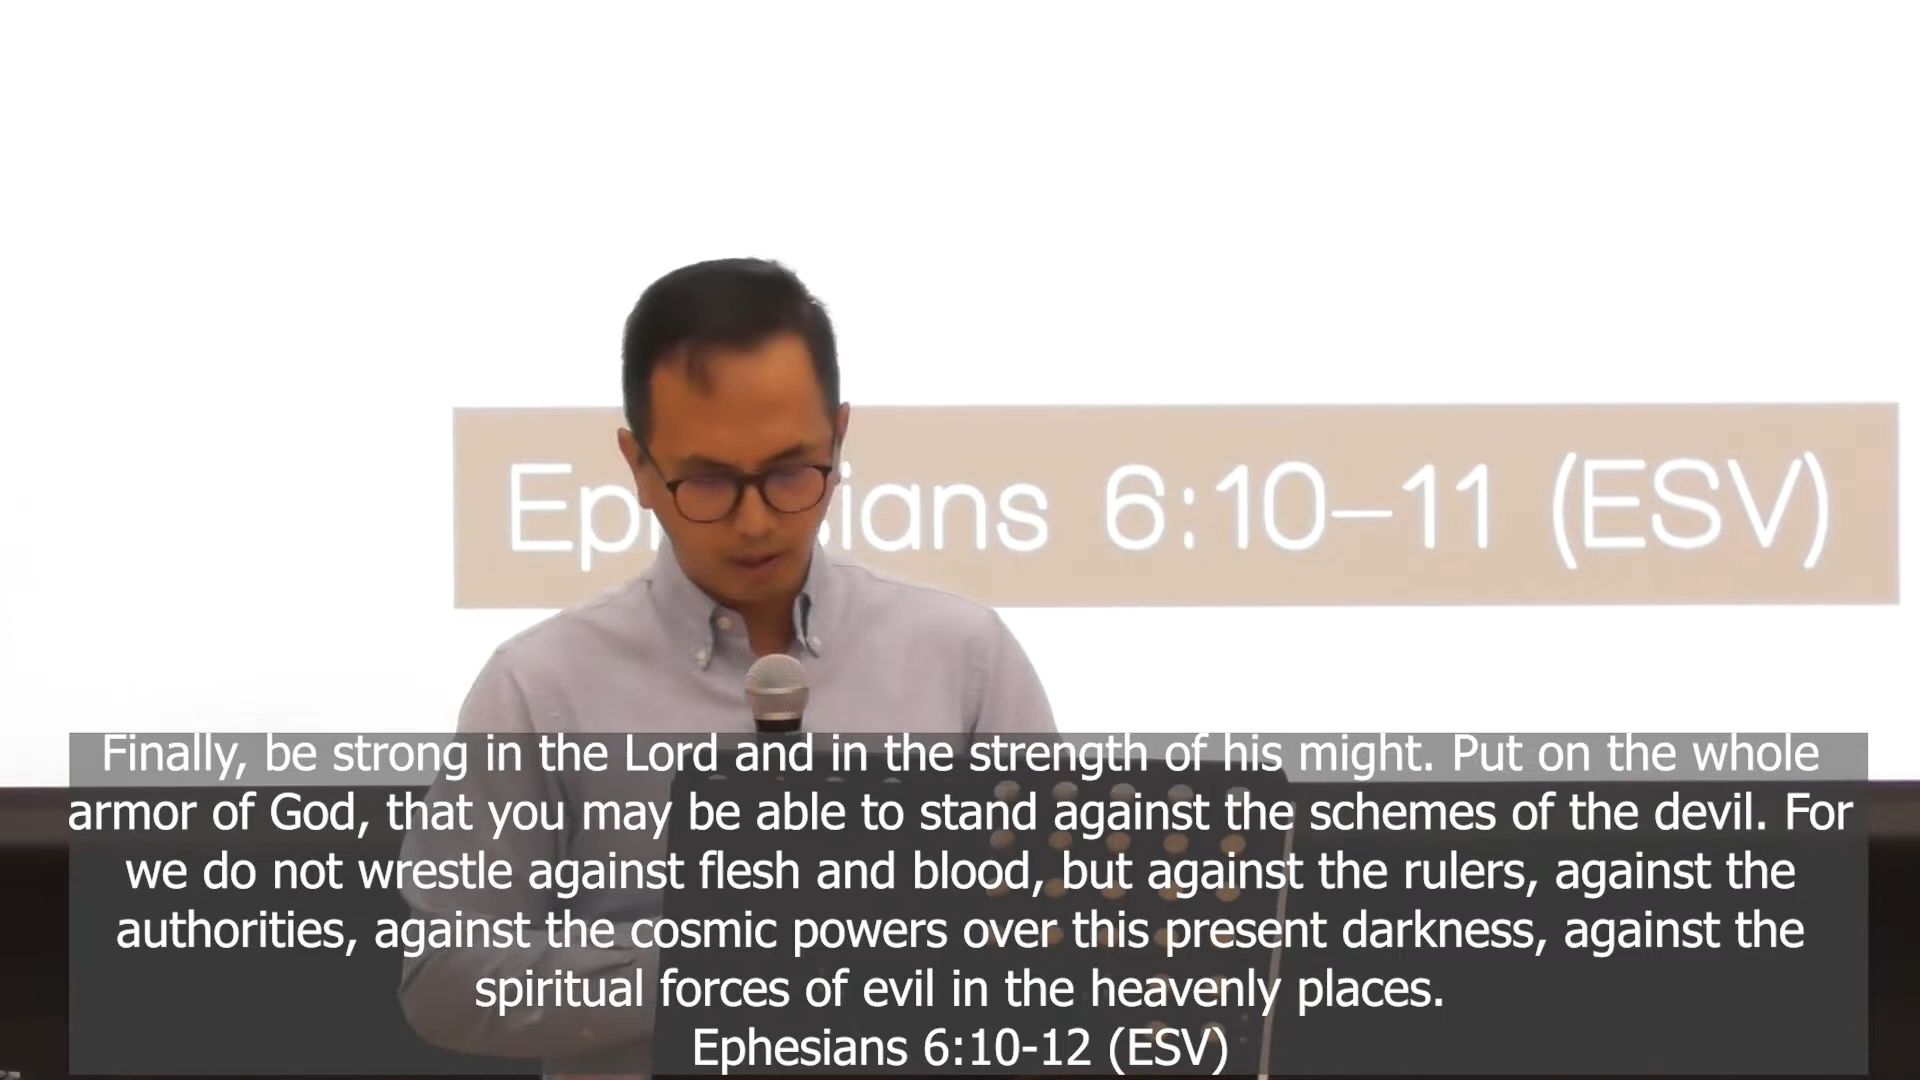 Ephesians 6:10–11 (ESV)
Finally, be strong in the Lord and in the strength of his might. Put on the whole
armor of God, that you may be able to stand against the schemes of the devil. For
we do not wrestle against flesh and blood, but against the rulers, against the
authorities, against the cosmic powers over this present darkness, against the
spiritual forces of evil in the heavenly places.
Ephesians 6:10-12 (ESV)